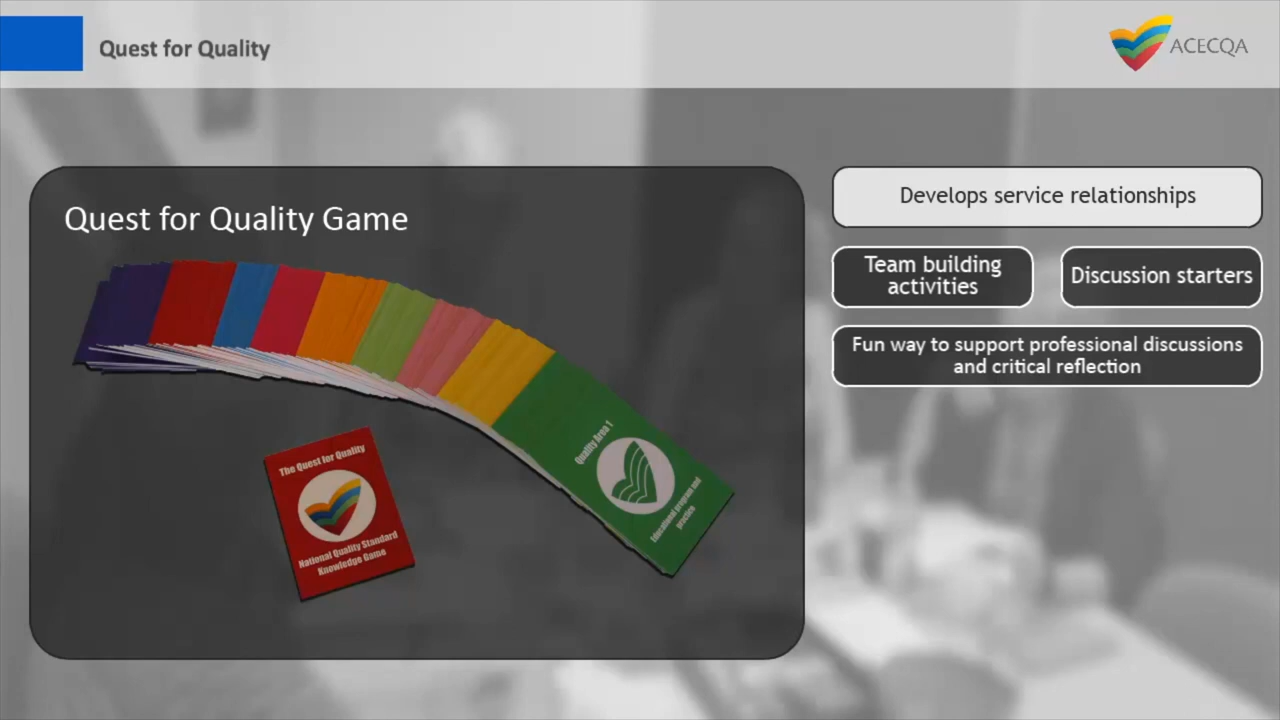 Quest for Quality
ACECQA
Quest for Quality Game
Quality Area 1
Educational program and
practice
The Quest for Quality
National Quality Standard
Knowledge Game
Develops service relationships
Team building
activities
Discussion starters
Fun way to support professional discussions
and critical reflection